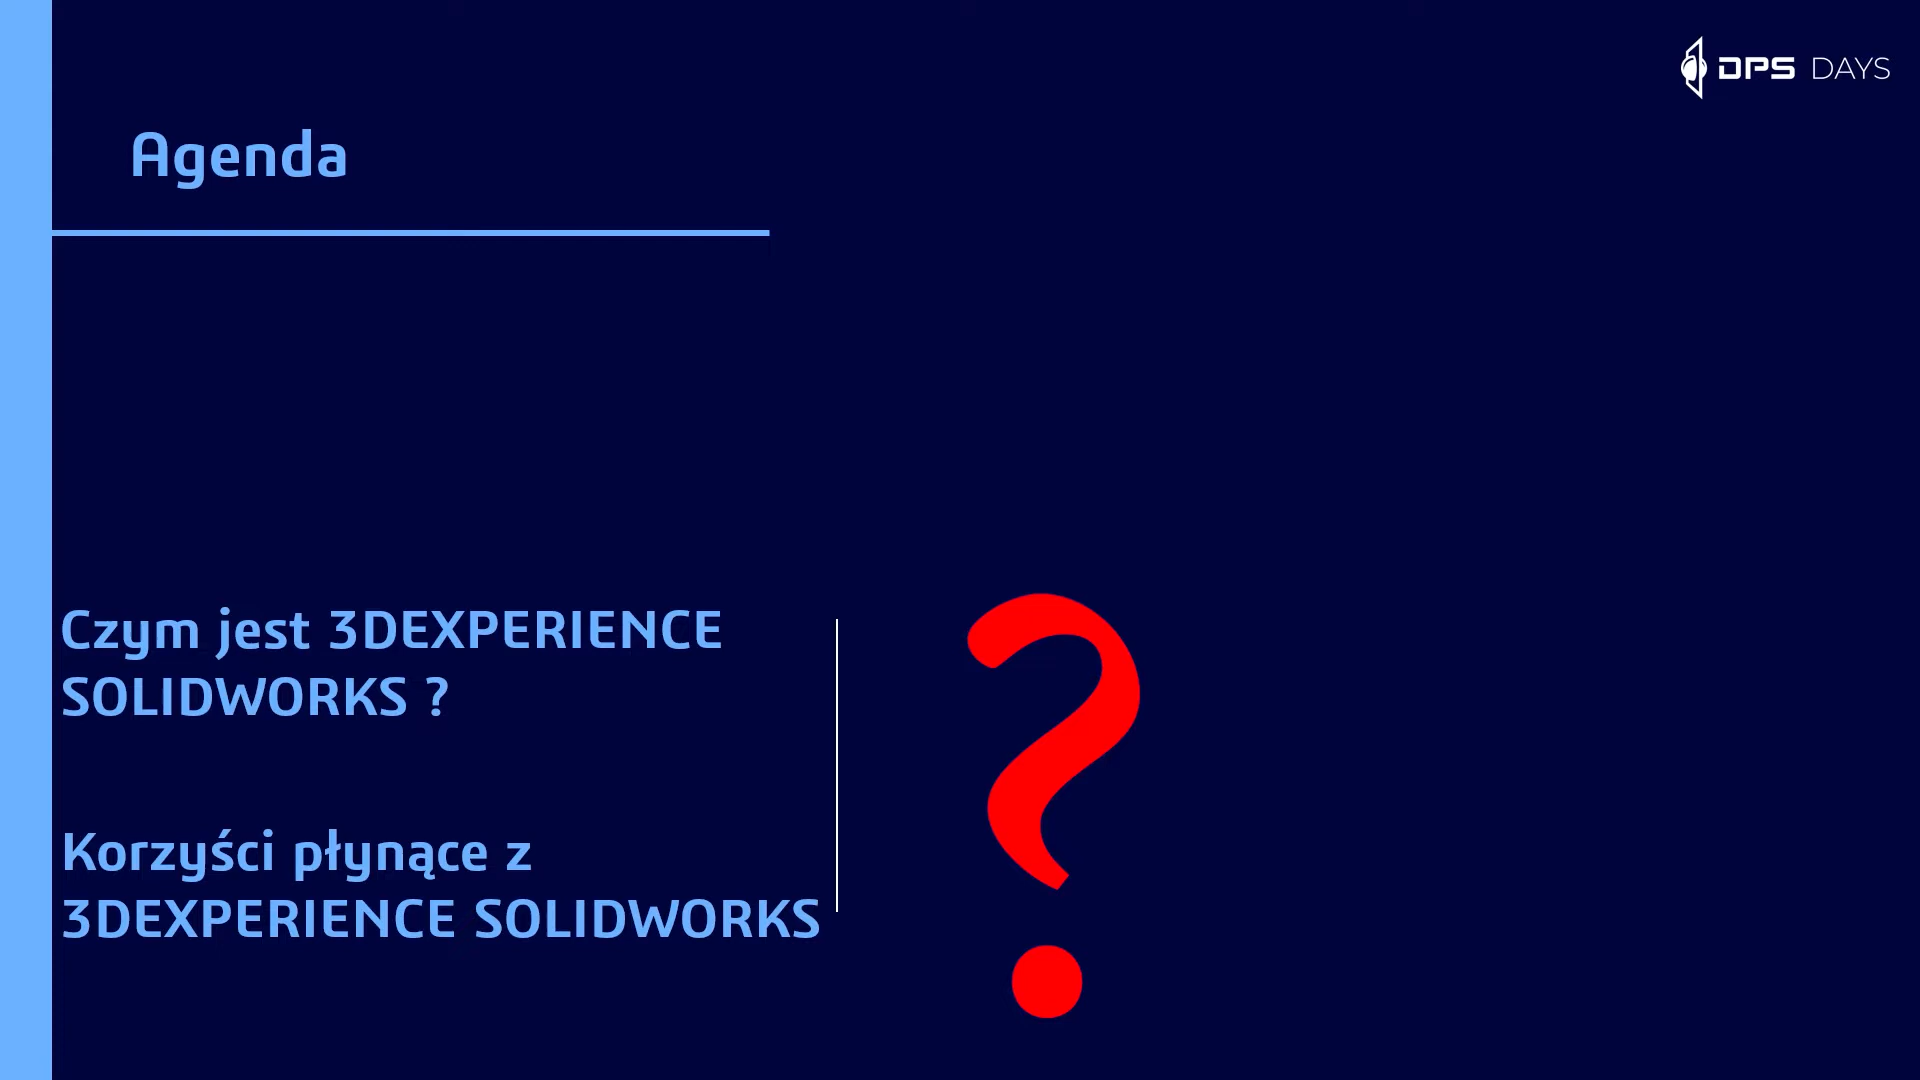 DPS DAYS
Agenda
Czym jest 3DEXPERIENCE
SOLIDWORKS ?
Korzyści płynące z
3DEXPERIENCE SOLIDWORKS
?